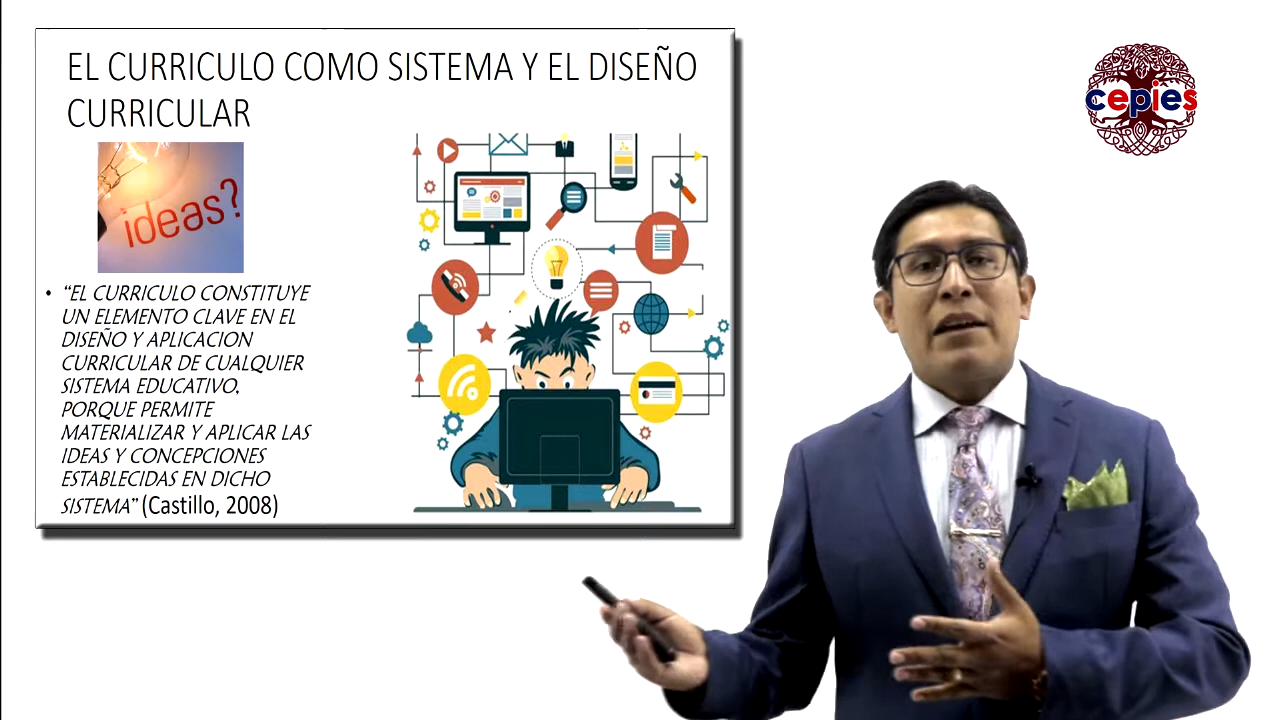 EL CURRICULO COMO SISTEMA Y EL DISEÑO
CURRICULAR
ideas?
• “EL CURRICULO CONSTITUYE
UN ELEMENTO CLAVE EN EL
DISEÑO Y APLICACION
CURRICULAR DE CUALQUIER
SISTEMA EDUCATIVO,
PORQUE PERMITE
MATERIALIZAR Y APLICAR LAS
IDEAS Y CONCEPCIONES
ESTABLECIDAS EN DICHO
SISTEMA” (Castillo, 2008)
cepies